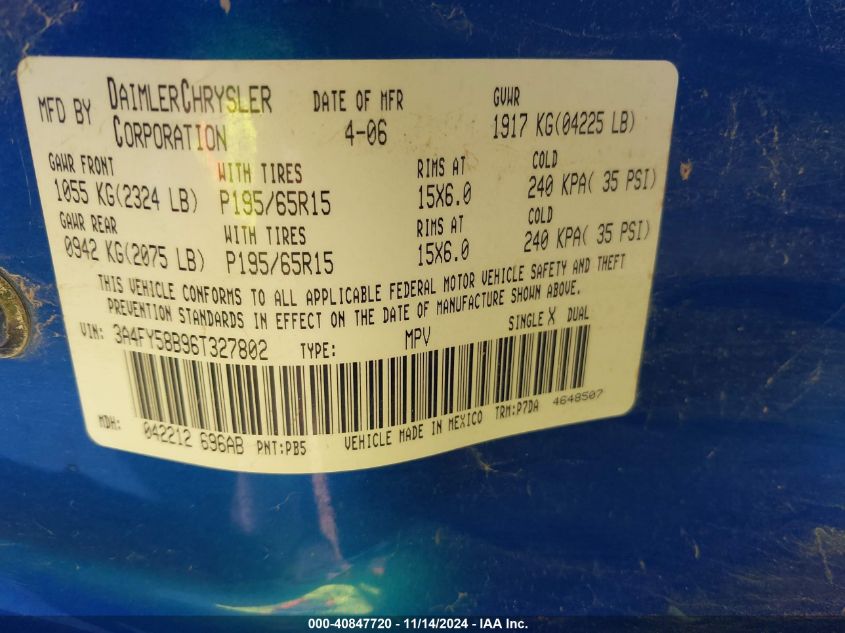 MFD BY DAIMLERCHRYSLER CORPORATION DATE OF MFR 4-06 GVWR 1917 KG(04225 LB)
GAWR FRONT WITH TIRES RIMS AT COLD
1055 KG(2324 LB) P195/65R15 15X6.0 240 KPA( 35 PSI)
GAWR REAR WITH TIRES RIMS AT COLD
0942 KG(2075 LB) P195/65R15 15X6.0 240 KPA( 35 PSI)
THIS VEHICLE CONFORMS TO ALL APPLICABLE FEDERAL MOTOR VEHICLE SAFETY AND THEFT
PREVENTION STANDARDS IN EFFECT ON THE DATE OF MANUFACTURE SHOWN ABOVE.
VIN: 3A4FY58B96T327802 TYPE: MPV SINGLE X DUAL
MDH: 042212 696AB PNT:PB5 VEHICLE MADE IN MEXICO TRM:P7DA 4648507
000-40847720 - 11/14/2024 - IAA Inc.